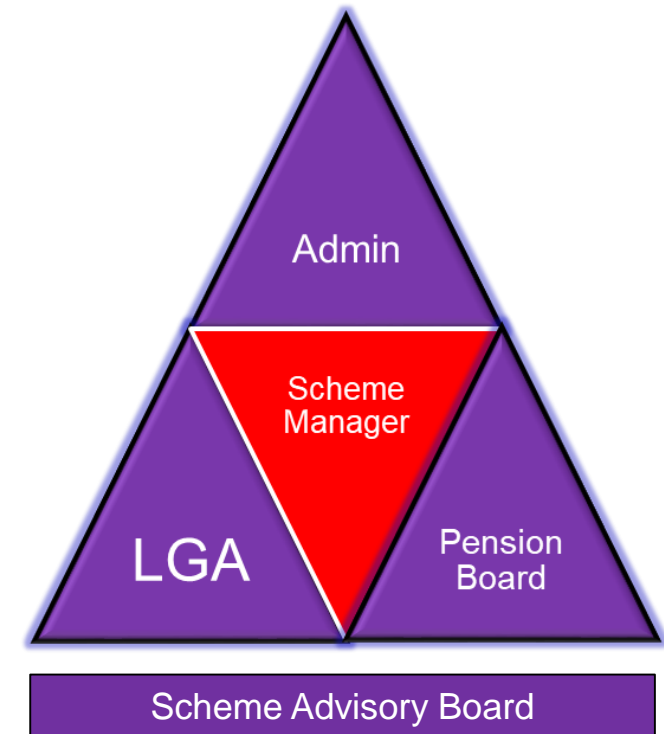 Admin
Scheme
Manager
LGA
Pension
Board
Scheme Advisory Board